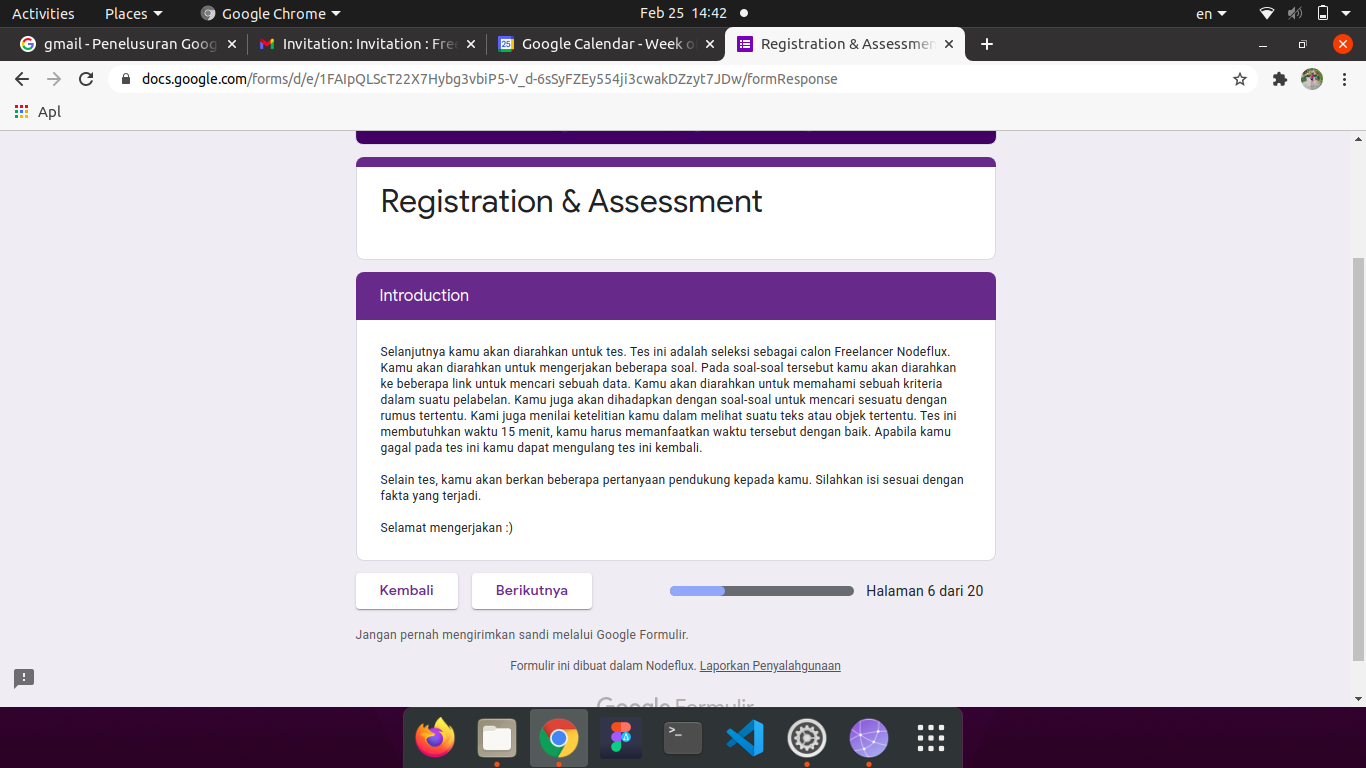 Activities Places Google Chrome Feb 25 14:42 en
gmail - Penelusuran Goog Invitation: Invitation : Fre Google Calendar - Week o Registration & Assessmen
docs.google.com/forms/d/e/1FAIpQLScT22X7Hybg3vbiP5-V_d-6sSyFZEy554ji3cwakDZzyt7JDw/formResponse
Apl
Registration & Assessment
Introduction
Selanjutnya kamu akan diarahkan untuk tes. Tes ini adalah seleksi sebagai calon Freelancer Nodeflux.
Kamu akan diarahkan untuk mengerjakan beberapa soal. Pada soal-soal tersebut kamu akan diarahkan
ke beberapa link untuk mencari sebuah data. Kamu akan diarahkan untuk memahami sebuah kriteria
dalam suatu pelabelan. Kamu juga akan dihadapkan dengan soal-soal untuk mencari sesuatu dengan
rumus tertentu. Kami juga menilai ketelitian kamu dalam melihat suatu teks atau objek tertentu. Tes ini
membutuhkan waktu 15 menit, kamu harus memanfaatkan waktu tersebut dengan baik. Apabila kamu
gagal pada tes ini kamu dapat mengulang tes ini kembali.
Selain tes, kamu akan berkan beberapa pertanyaan pendukung kepada kamu. Silahkan isi sesuai dengan
fakta yang terjadi.
Selamat mengerjakan :)
Kembali Berikutnya Halaman 6 dari 20
Jangan pernah mengirimkan sandi melalui Google Formulir.
Formulir ini dibuat dalam Nodeflux. Laporkan Penyalahgunaan
Google Formulir